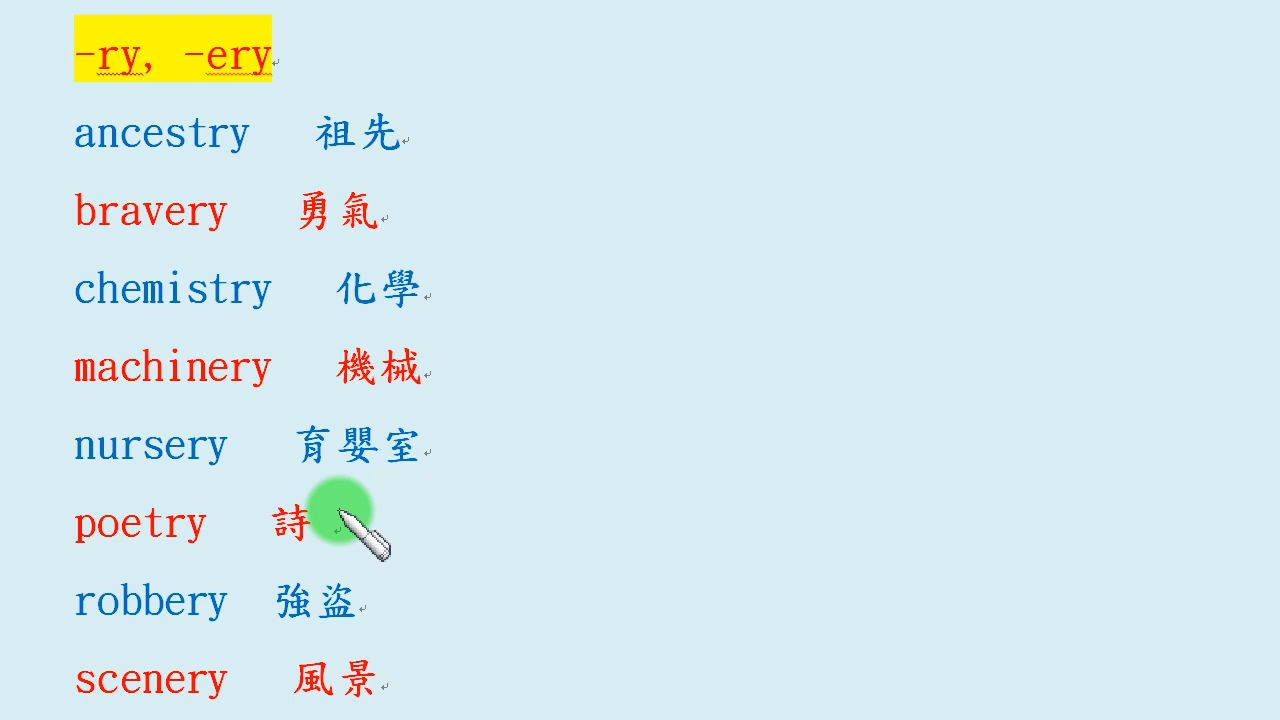 -ry, -ery
ancestry 祖先
bravery 勇氣
chemistry 化學
machinery 機械
nursery 育嬰室
poetry 詩
robbery 強盜
scenery 風景